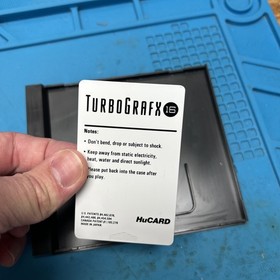 TURBOGRAFX 16
Notes:
• Don't bend, drop or subject to shock.
• Keep away from static electricity,
heat, water and direct sunlight.
Please put back into the case after
play
HuCARD
MADE IN JAPAN